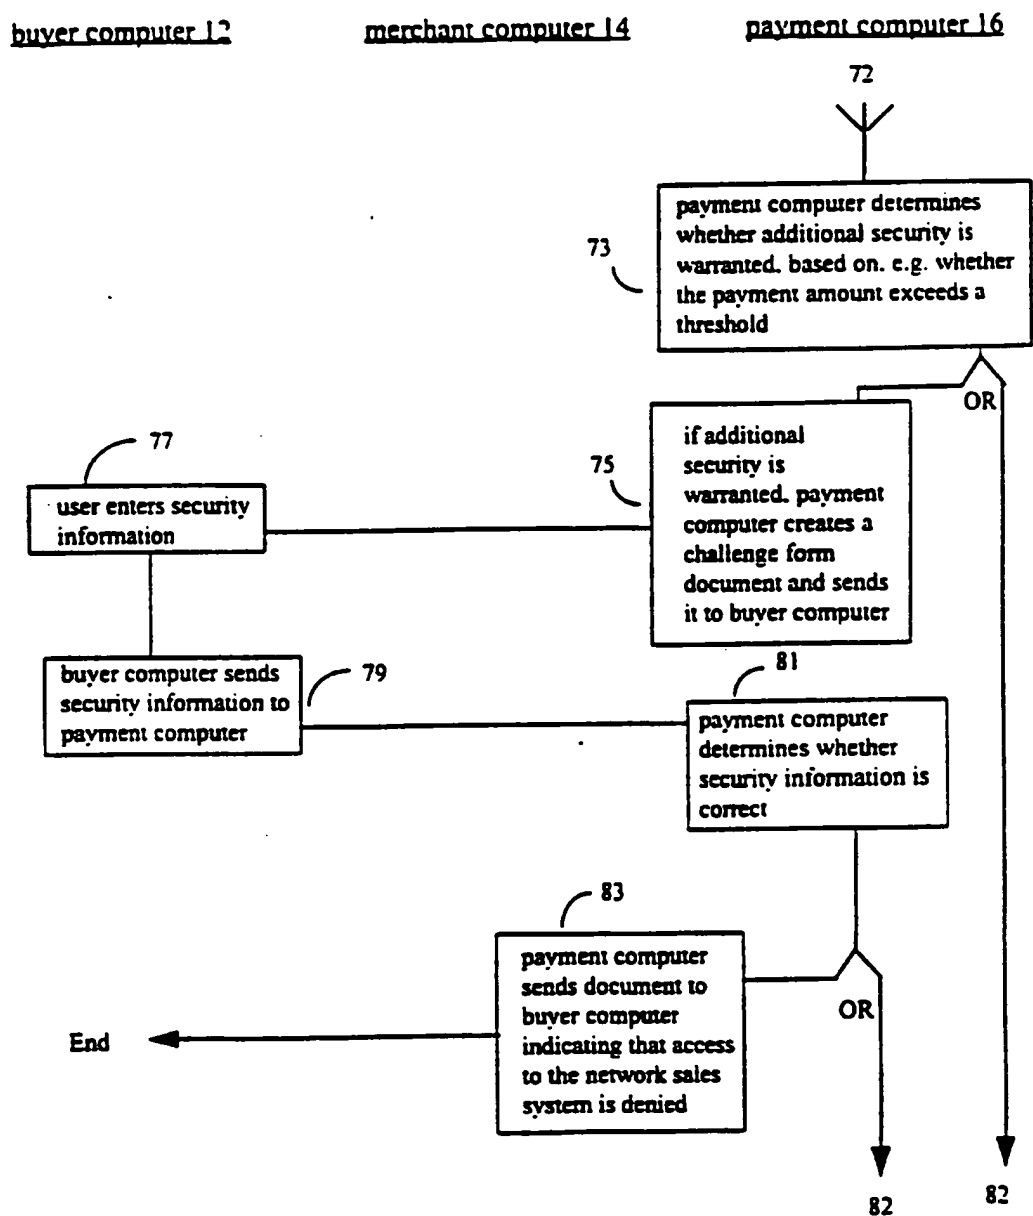 buyer computer 12
merchant computer 14
payment computer 16
72
payment computer determines
whether additional security is
warranted. based on. e.g. whether
the payment amount exceeds a
threshold
73
OR
if additional
security is
warranted. payment
computer creates a
challenge form
document and sends
it to buyer computer
75
77
user enters security
information
buyer computer sends
security information to
payment computer
79
81
payment computer
determines whether
security information is
correct
83
payment computer
sends document to
buyer computer
indicating that access
to the network sales
system is denied
OR
End
82
82